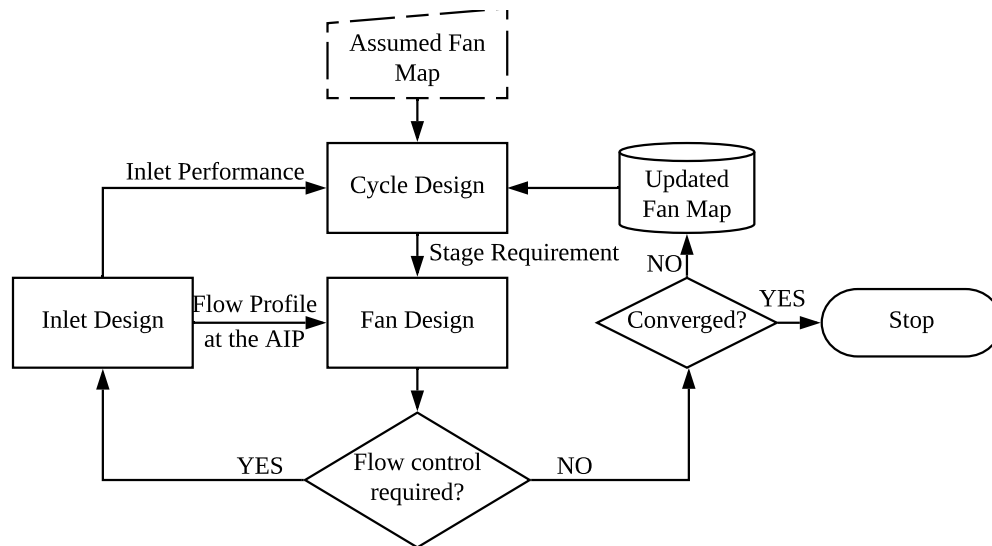 Assumed Fan
Map
Inlet Performance
Cycle Design
Updated
Fan Map
Stage Requirement
NO
YES
Inlet Design
Flow Profile
at the AIP
Fan Design
Converged?
Stop
YES
Flow control
required?
NO